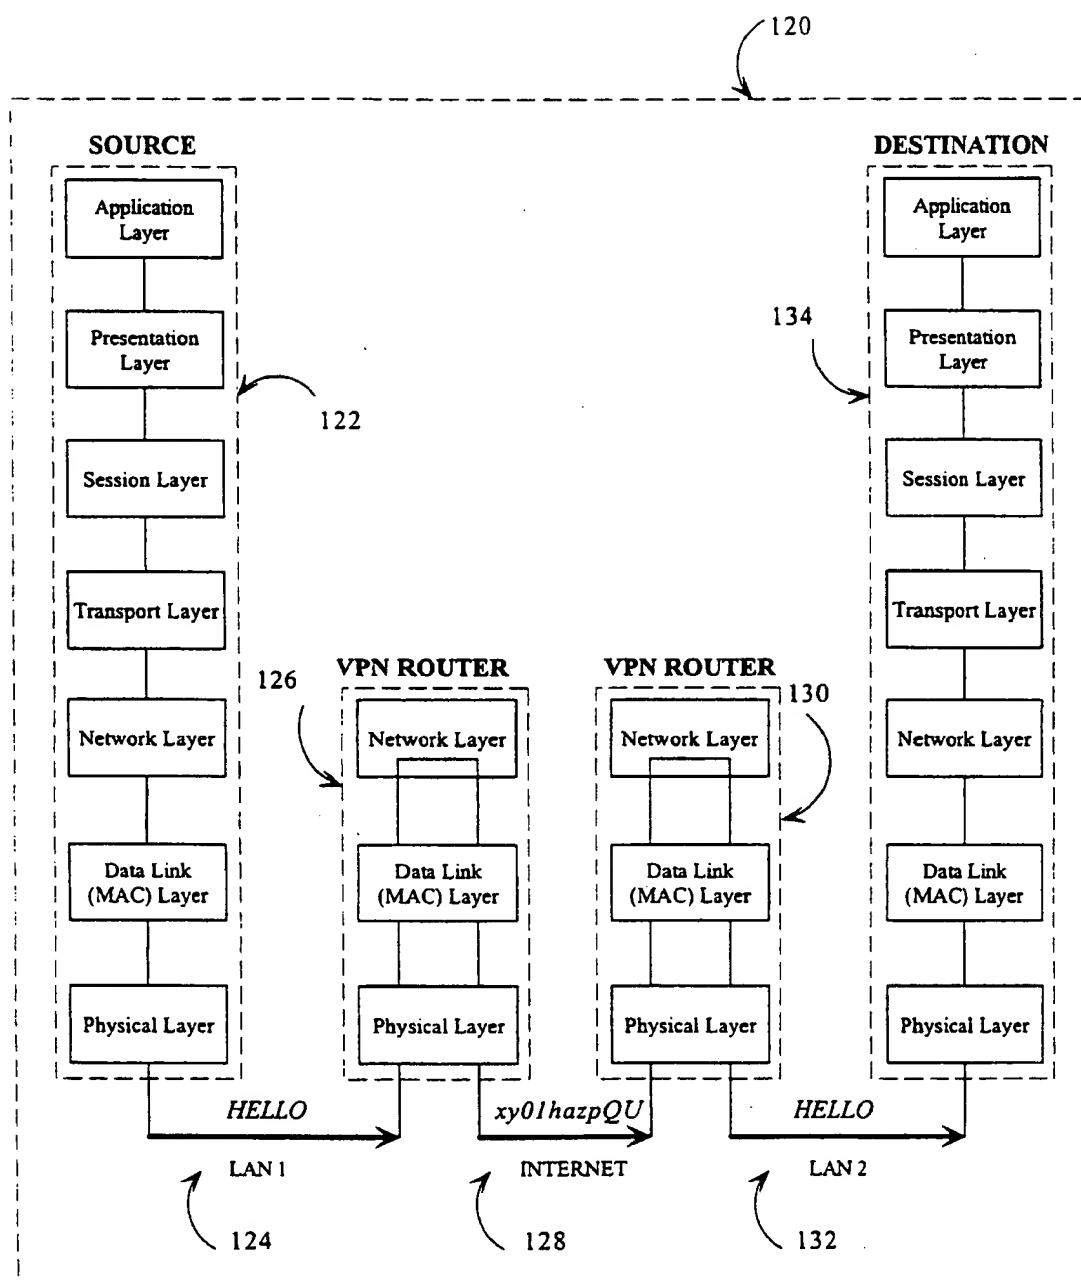 120
SOURCE
DESTINATION
Application
Layer
Application
Layer
Presentation
Layer
134
Presentation
Layer
122
Session Layer
Session Layer
Transport Layer
Transport Layer
VPN ROUTER
VPN ROUTER
126
130
Network Layer
Network Layer
Network Layer
Network Layer
Data Link
(MAC) Layer
Data Link
(MAC) Layer
Data Link
(MAC) Layer
Data Link
(MAC) Layer
Physical Layer
Physical Layer
Physical Layer
Physical Layer
HELLO
xy01hazpQU
HELLO
LAN 1
INTERNET
LAN 2
124
128
132